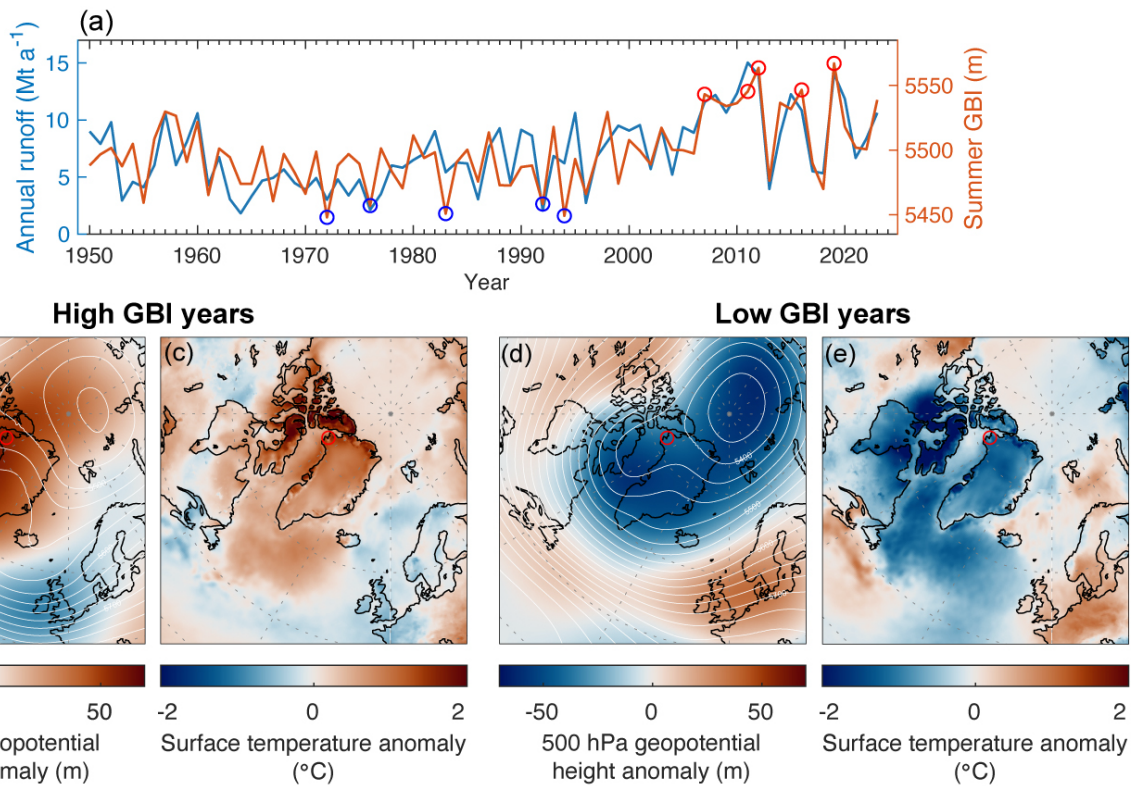 (a)
Annual runoff (Mt a⁻¹)
15
10
5
0
5550
5500
5450
Summer GBI (m)
1950 1960 1970 1980 1990 2000 2010 2020
Year
High GBI years
Low GBI years
(c)
(d)
(e)
5400
50
-2 0 2
-50 0 50
-2 0 2
opotential
maly (m)
Surface temperature anomaly
(°C)
500 hPa geopotential
height anomaly (m)
Surface temperature anomaly
(°C)